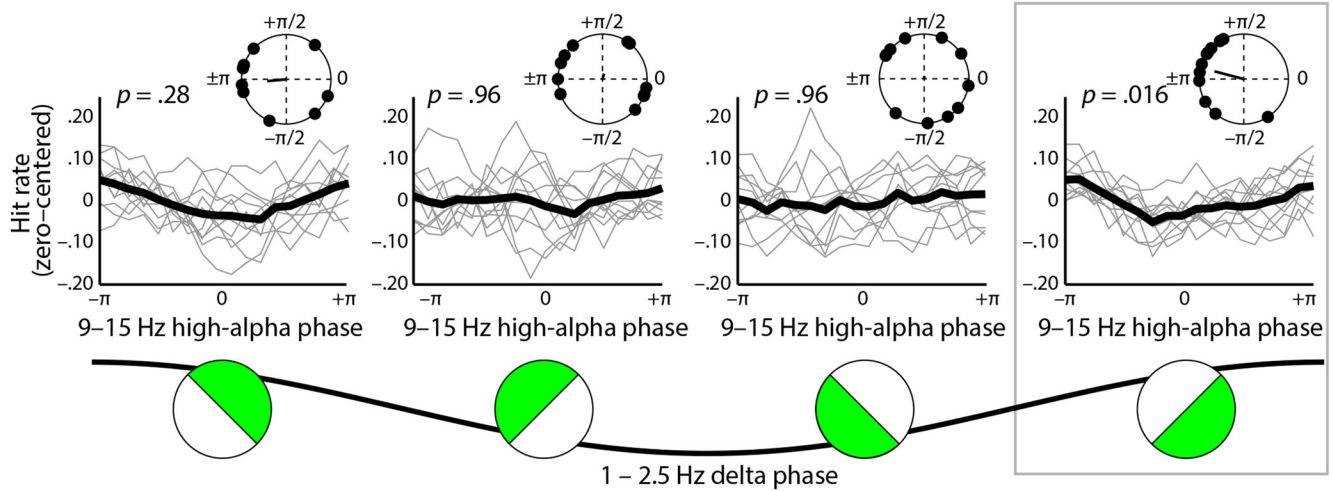 +π/2
±π
0
−π/2
p = .28
+π/2
±π
0
−π/2
p = .96
+π/2
±π
0
−π/2
p = .96
+π/2
±π
0
−π/2
p = .016
Hit rate
(zero–centered)
.20
.10
0
–.10
–.20
–π
0
+π
9–15 Hz high-alpha phase
.20
.10
0
–.10
–.20
–π
0
+π
9–15 Hz high-alpha phase
.20
.10
0
–.10
–.20
–π
0
+π
9–15 Hz high-alpha phase
.20
.10
0
–.10
–.20
–π
0
+π
9–15 Hz high-alpha phase
1 – 2.5 Hz delta phase